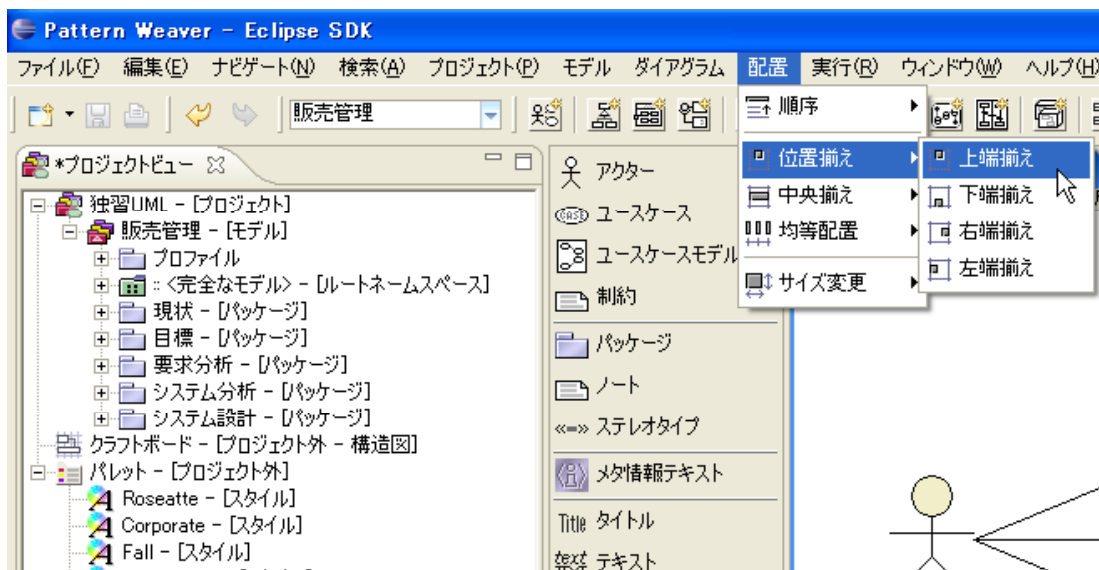 Pattern Weaver - Eclipse SDK
ファイル(F) 編集(E) ナビゲート(N) 検索(A) プロジェクト(P) モデル ダイアグラム 配置 実行(R) ウィンドウ(W) ヘルプ(H)
販売管理
順序
位置揃え
中央揃え
均等配置
サイズ変更
上端揃え
下端揃え
右端揃え
左端揃え
*プロジェクトビュー
独習UML - [プロジェクト]
販売管理 - [モデル]
プロファイル
:: <完全なモデル> - [ルートネームスペース]
現状 - [パッケージ]
目標 - [パッケージ]
要求分析 - [パッケージ]
システム分析 - [パッケージ]
システム設計 - [パッケージ]
クラフトボード - [プロジェクト外 - 構造図]
パレット - [プロジェクト外]
Roseatte - [スタイル]
Corporate - [スタイル]
Fall - [スタイル]
アクター
ユースケース
ユースケースモデル
制約
パッケージ
ノート
«=» ステレオタイプ
メタ情報テキスト
Title タイトル
テキスト